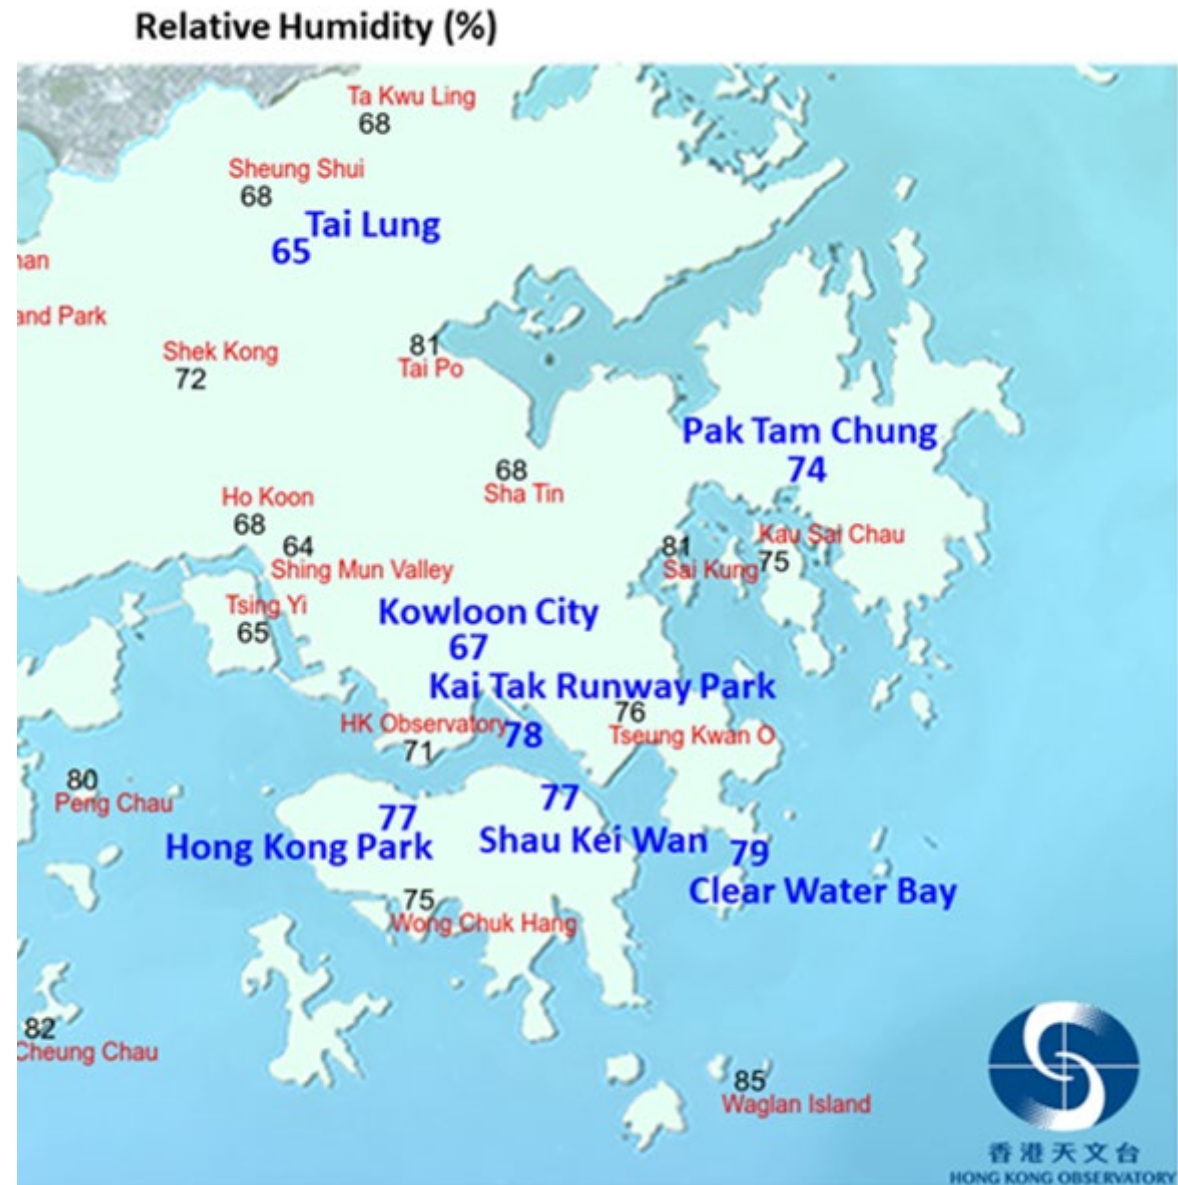 Relative Humidity (%)
Ta Kwu Ling
68
Sheung Shui
68
Tai Lung
65
and Park
Shek Kong
72
81
Tai Po
Pak Tam Chung
74
68
Sha Tin
Ho Koon
68
64
Shing Mun Valley
81
Sai Kung
Kau Sai Chau
75
Tsing Yi
65
Kowloon City
67
Kai Tak Runway Park
78
76
Tseung Kwan O
HK Observatory
71
80
Peng Chau
77
Hong Kong Park
77
Shau Kei Wan
79
Clear Water Bay
75
Wong Chuk Hang
82
Cheung Chau
85
Waglan Island
香港天文台
HONG KONG OBSERVATORY